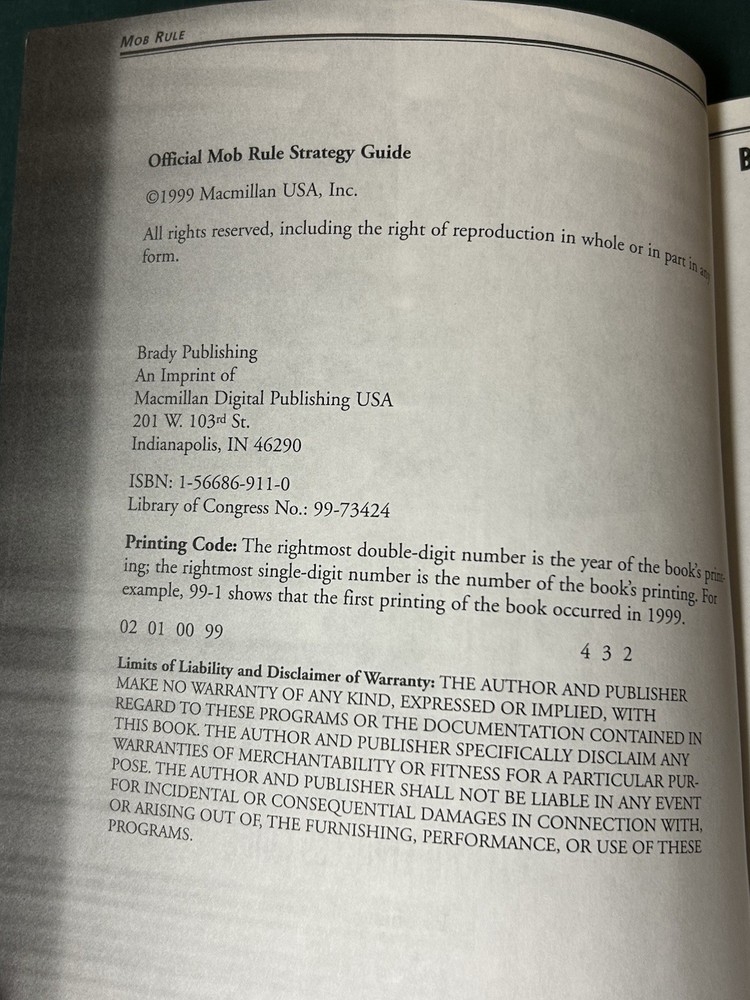 MOB RULE
Official Mob Rule Strategy Guide
©1999 Macmillan USA, Inc.
All rights reserved, including the right of reproduction in whole or in part in any
form.
Brady Publishing
An Imprint of
Macmillan Digital Publishing USA
201 W. 103rd St.
Indianapolis, IN 46290
ISBN: 1-56686-911-0
Library of Congress No.: 99-73424
Printing Code: The rightmost double-digit number is the year of the book's print-
ing; the rightmost single-digit number is the number of the book's printing. For
example, 99-1 shows that the first printing of the book occurred in 1999.
02 01 00 99 4 3 2
Limits of Liability and Disclaimer of Warranty: THE AUTHOR AND PUBLISHER
MAKE NO WARRANTY OF ANY KIND, EXPRESSED OR IMPLIED, WITH
REGARD TO THESE PROGRAMS OR THE DOCUMENTATION CONTAINED IN
THIS BOOK. THE AUTHOR AND PUBLISHER SPECIFICALLY DISCLAIM ANY
WARRANTIES OF MERCHANTABILITY OR FITNESS FOR A PARTICULAR PUR-
POSE. THE AUTHOR AND PUBLISHER SHALL NOT BE LIABLE IN ANY EVENT
FOR INCIDENTAL OR CONSEQUENTIAL DAMAGES IN CONNECTION WITH,
OR ARISING OUT OF, THE FURNISHING, PERFORMANCE, OR USE OF THESE
PROGRAMS.